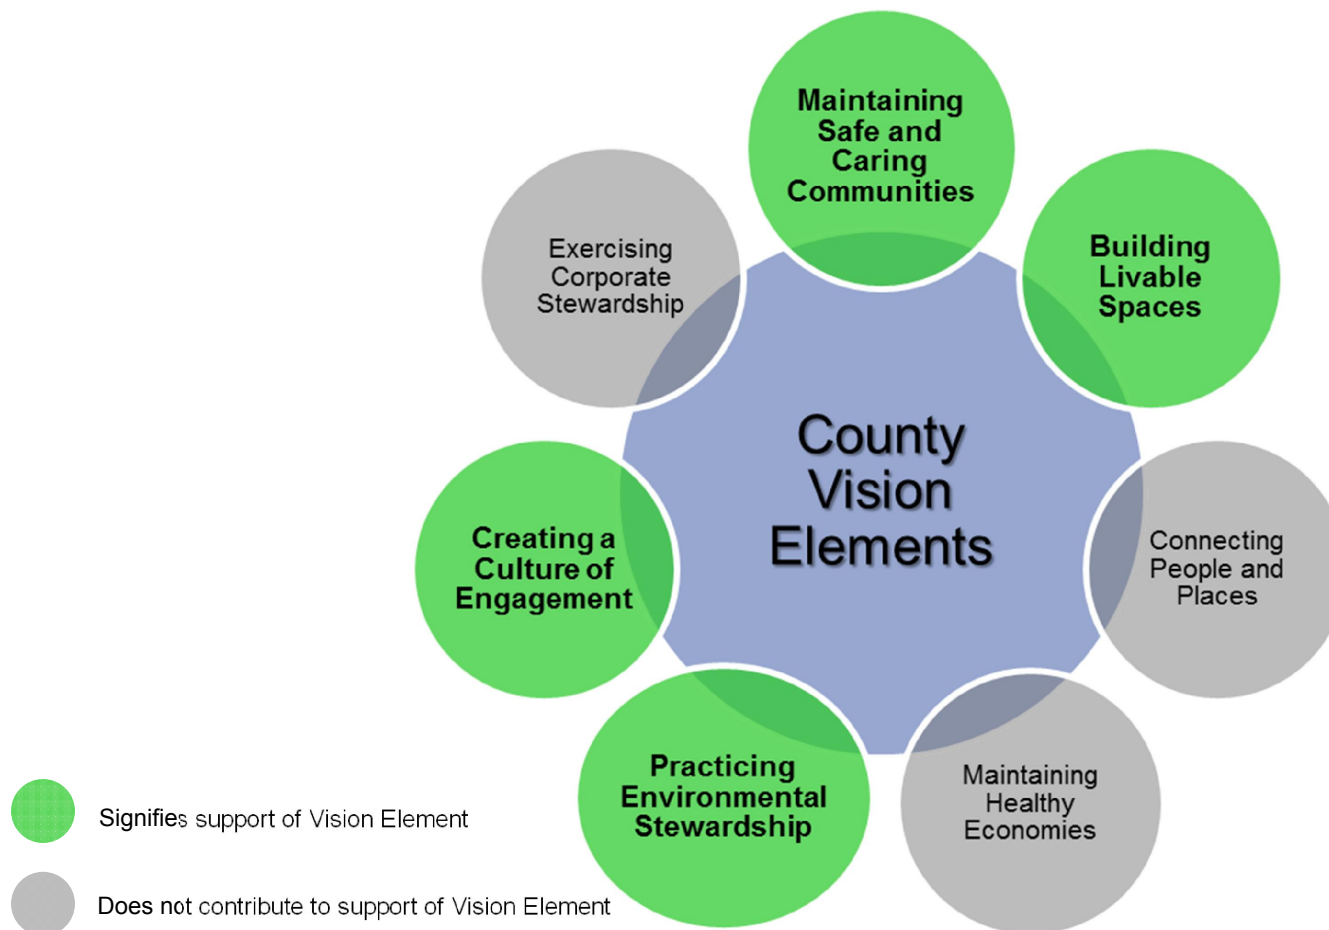 Maintaining
Safe and
Caring
Communities
Building
Livable
Spaces
Exercising
Corporate
Stewardship
County
Vision
Elements
Connecting
People and
Places
Creating a
Culture of
Engagement
Practicing
Environmental
Stewardship
Maintaining
Healthy
Economies
Signifies support of Vision Element
Does not contribute to support of Vision Element